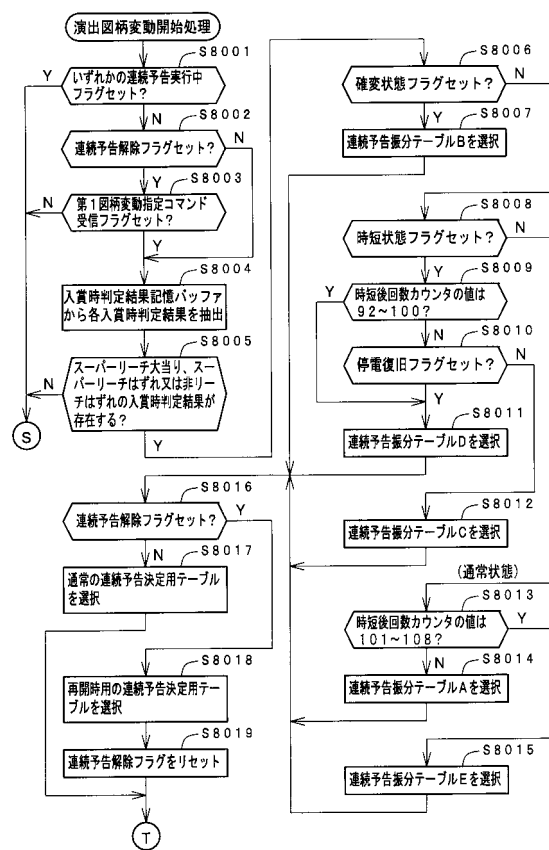 演出図柄変動開始処理
S8001
Y
いずれかの連続予告実行中
フラグセット？
N
S8002
N
連続予告解除フラグセット？
Y
S8003
N
第1図柄変動指定コマンド
受信フラグセット？
Y
S8004
入賞時判定結果記憶バッファ
から各入賞時判定結果を抽出
S8005
N
スーパーリーチ大当り、スー
パーリーチはずれ又は非リー
チはずれの入賞時判定結果が
存在する？
Y
S
S8006
確変状態フラグセット？
N
Y
S8007
連続予告振分テーブルBを選択
S8008
時短状態フラグセット？
N
Y
S8009
Y
時短後回数カウンタの値は
92～100？
N
S8010
停電復旧フラグセット？
N
Y
S8011
連続予告振分テーブルDを選択
S8012
連続予告振分テーブルCを選択
(通常状態)
S8013
時短後回数カウンタの値は
101～108？
Y
N
S8014
連続予告振分テーブルAを選択
S8015
連続予告振分テーブルEを選択
S8016
連続予告解除フラグセット？
Y
N
S8017
通常の連続予告決定用テーブル
を選択
S8018
再開時用の連続予告決定用テー
ブルを選択
S8019
連続予告解除フラグをリセット
T